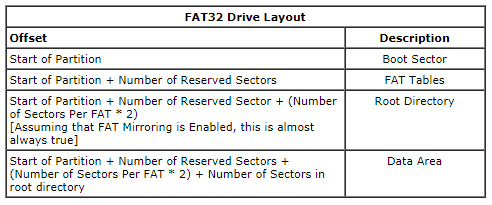 FAT32 Drive Layout
Offset Description
Start of Partition Boot Sector
Start of Partition + Number of Reserved Sectors FAT Tables
Start of Partition + Number of Reserved Sector + (Number Root Directory
of Sectors Per FAT * 2)
[Assuming that FAT Mirroring is Enabled, this is almost
always true]
Start of Partition + Number of Reserved Sectors + Data Area
(Number of Sectors Per FAT * 2) + Number of Sectors in
root directory